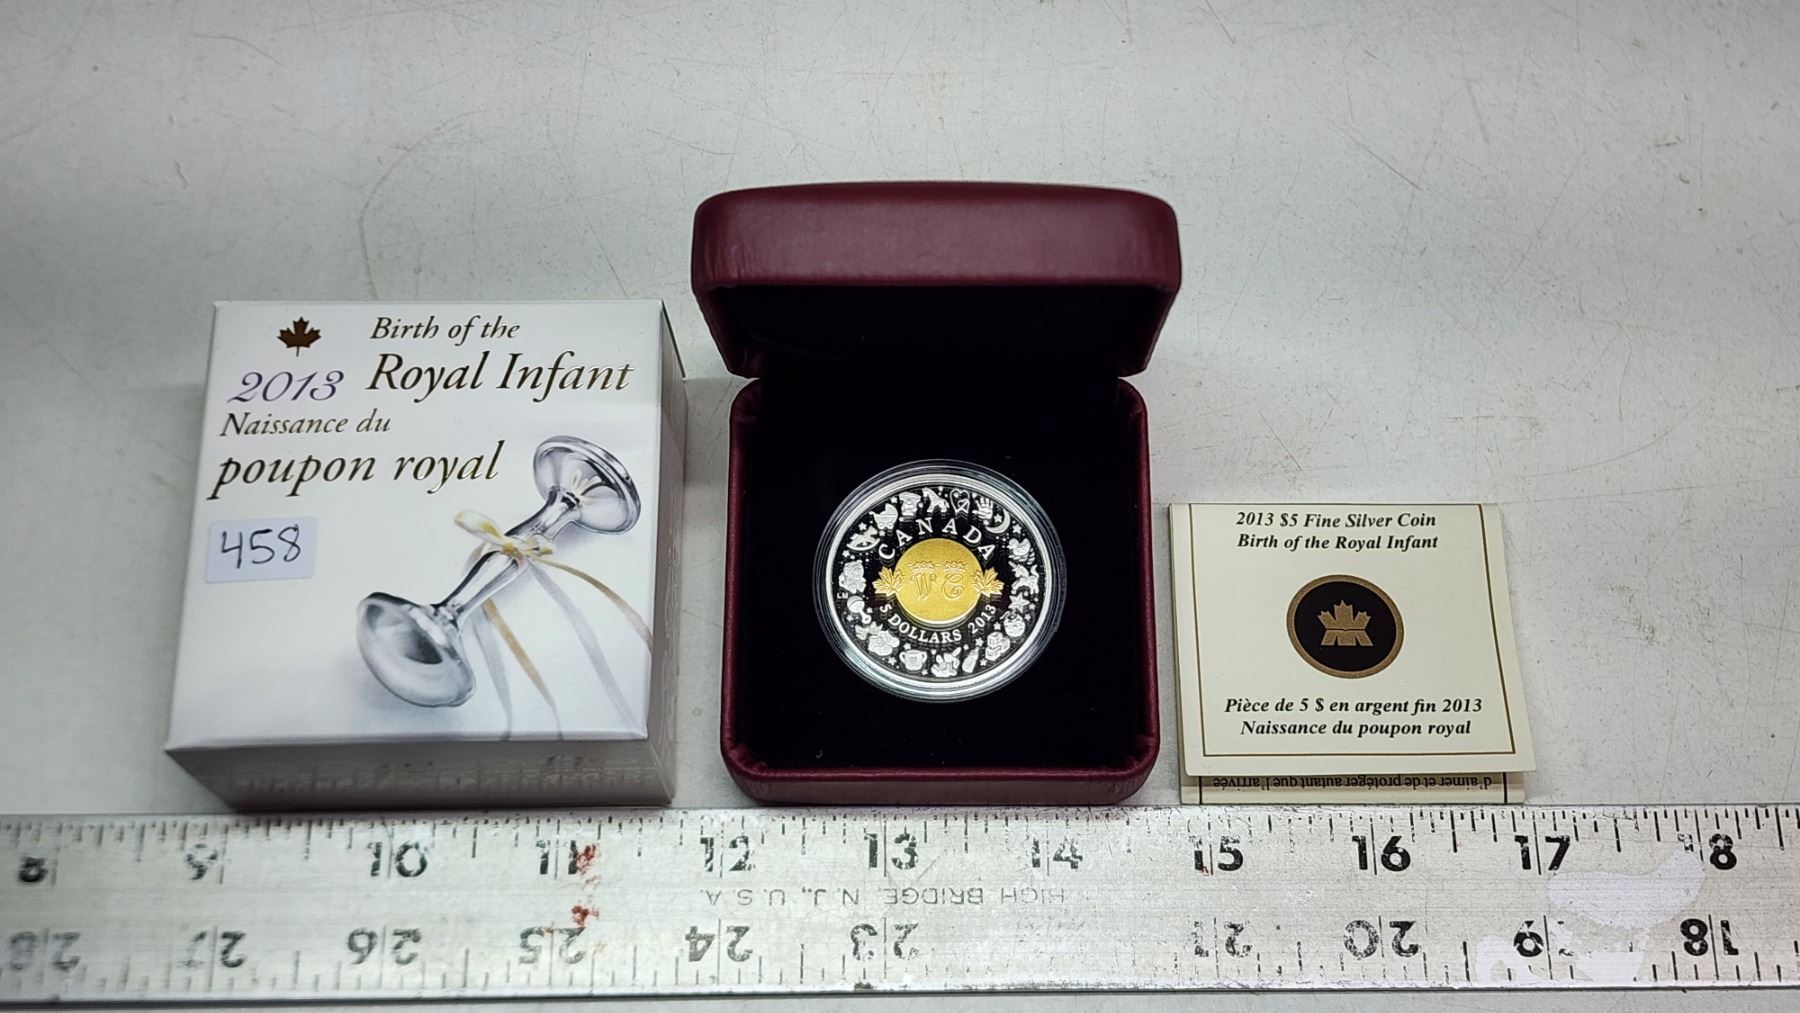 Birth of the
2013 Royal Infant
Naissance du
poupon royal
458
CANADA
W C
5 DOLLARS 2013
2013 $5 Fine Silver Coin
Birth of the Royal Infant
Pièce de 5 $ en argent fin 2013
Naissance du poupon royal
d'aimer et de protéger autant que l'arrivée
9 10 11 12 13 14 15 16 17 18
HIGH BRIDGE, N.J., U.S.A.
28 27 26 25 24 23 21 20 19 18